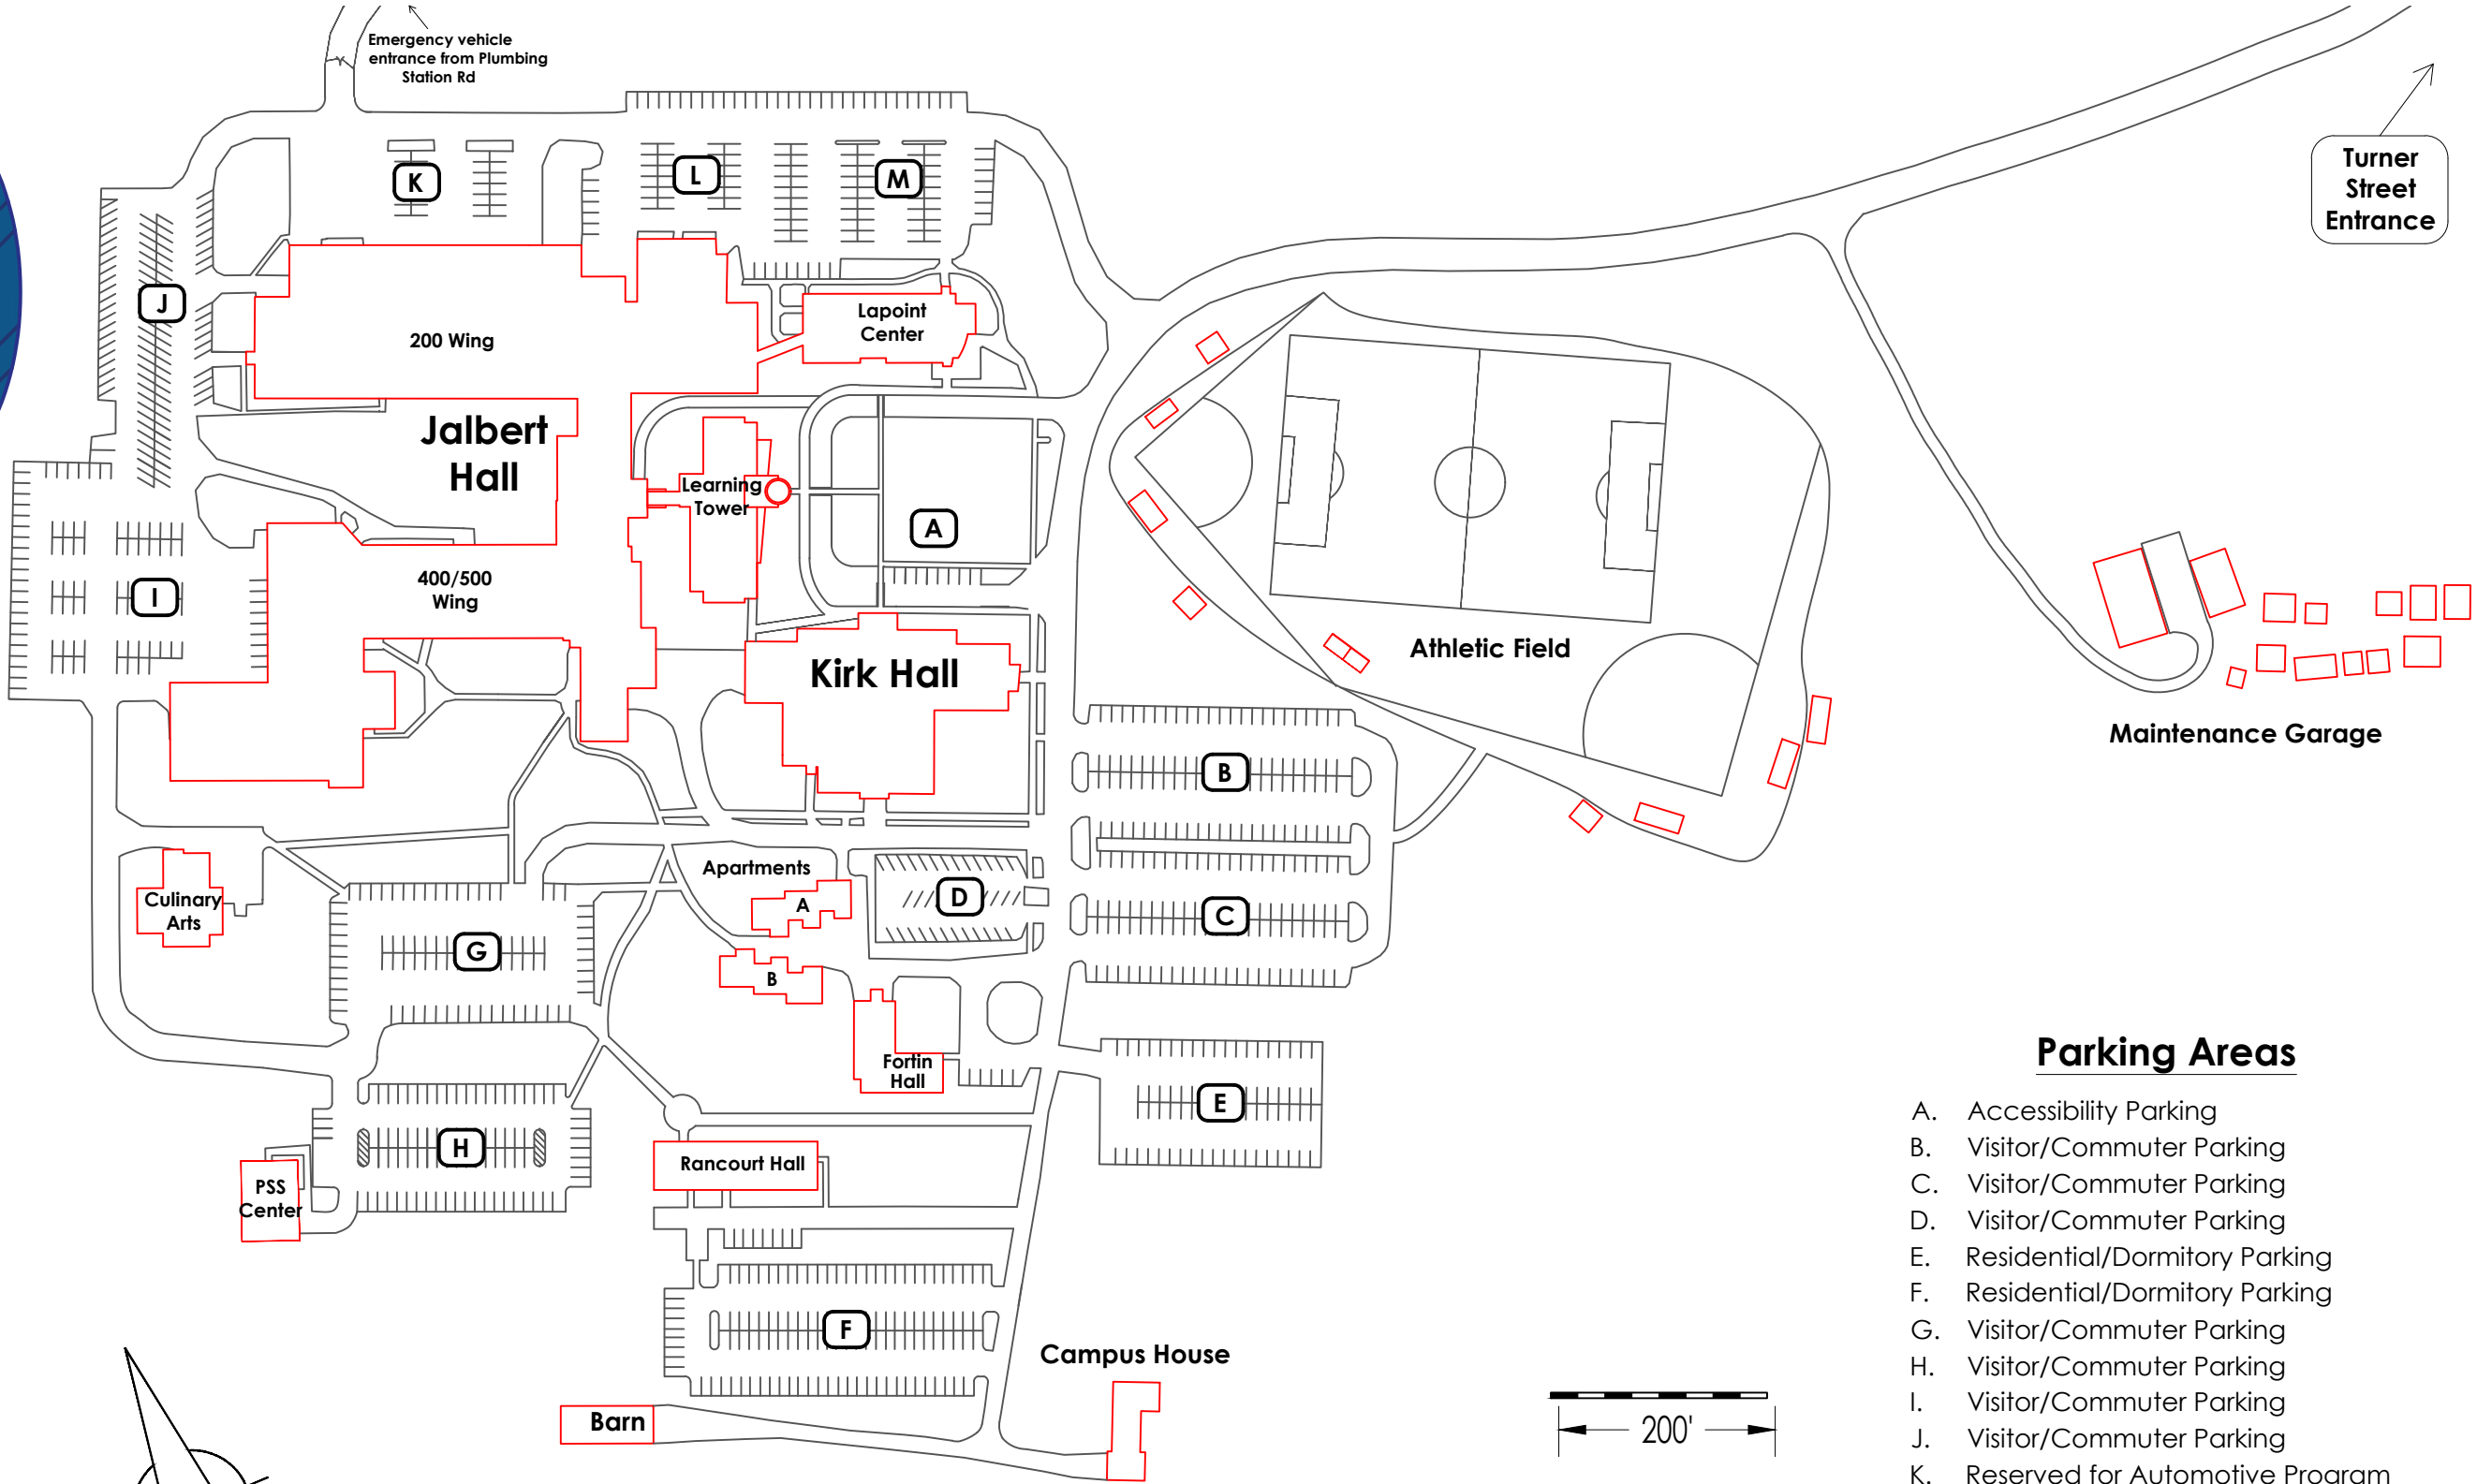 Emergency vehicle
entrance from Plumbing
Station Rd
Turner
Street
Entrance
K
L
M
J
200 Wing
Lapoint
Center
Jalbert
Hall
Learning
Tower
A
400/500
Wing
I
Kirk Hall
Athletic Field
Maintenance Garage
B
Apartments
A
D
C
Culinary
Arts
G
B
Fortin
Hall
E
H
Rancourt Hall
PSS
Center
F
Campus House
Barn
200'
Parking Areas
A. Accessibility Parking
B. Visitor/Commuter Parking
C. Visitor/Commuter Parking
D. Visitor/Commuter Parking
E. Residential/Dormitory Parking
F. Residential/Dormitory Parking
G. Visitor/Commuter Parking
H. Visitor/Commuter Parking
I. Visitor/Commuter Parking
J. Visitor/Commuter Parking
K. Reserved for Automotive Program